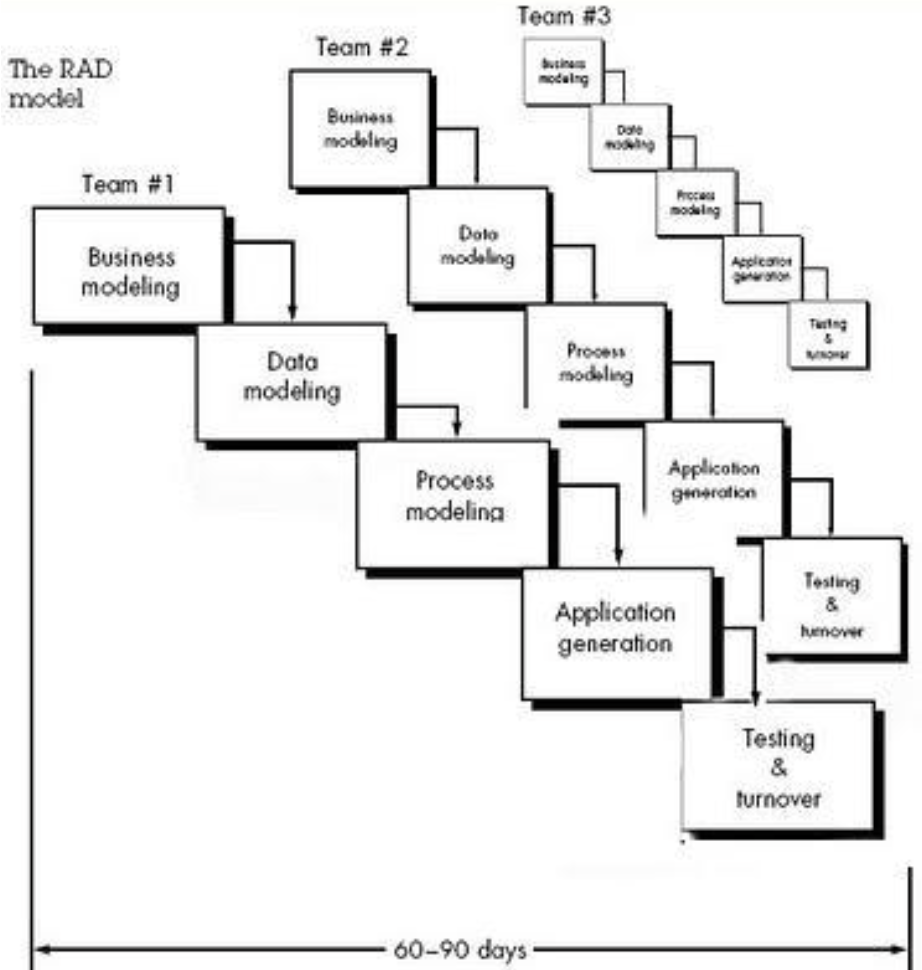 The RAD
model
Team #1
Business
modeling
Data
modeling
Process
modeling
Application
generation
Testing
&
turnover
Team #2
Business
modeling
Data
modeling
Process
modeling
Application
generation
Testing
&
turnover
Team #3
Business
modeling
Data
modeling
Process
modeling
Application
generation
Testing
&
turnover
60–90 days